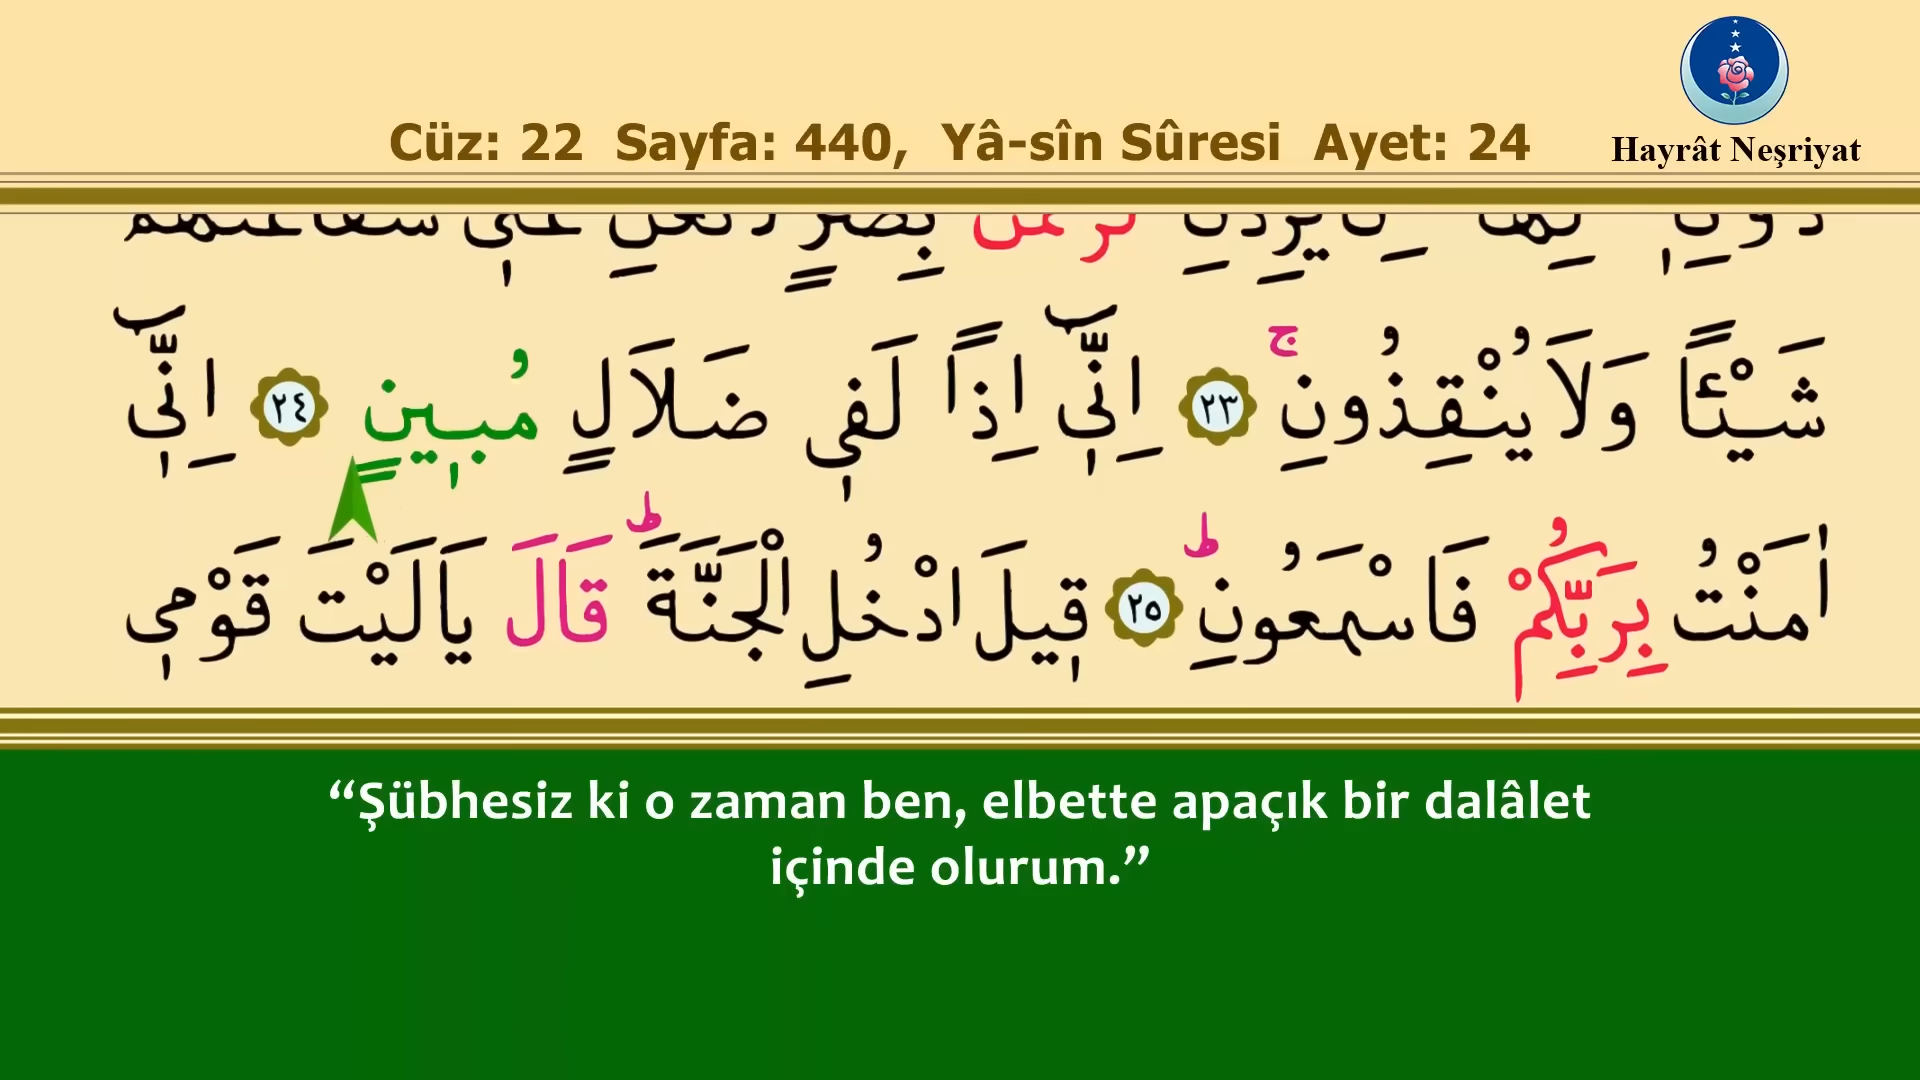 Cüz: 22 Sayfa: 440, Yâ-sîn Sûresi Ayet: 24
Hayrât Neşriyat
شَيْـًٔا وَلَا يُنْقِذُونِ ۚ ﴿٢٣﴾ اِنّ۪ٓي اِذًا لَف۪ي ضَلَالٍ مُب۪ينٍ ﴿٢٤﴾ اِنّ۪ٓي
اٰمَنْتُ بِرَبِّكُمْ فَاسْمَعُونِ ۜ ﴿٢٥﴾ ق۪يلَ ادْخُلِ الْجَنَّةَ ۜ قَالَ يَالَيْتَ قَوْم۪ي
“Şübhesiz ki o zaman ben, elbette apaçık bir dalâlet
içinde olurum.”